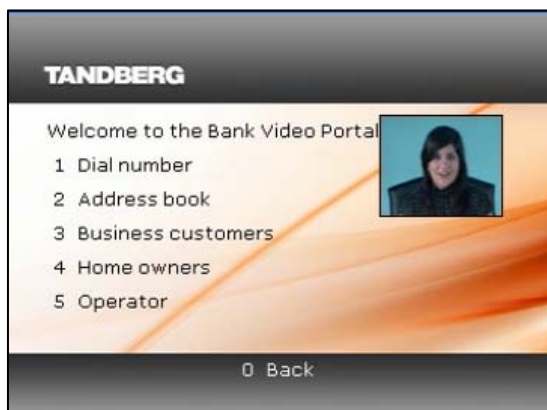 TANDBERG
Welcome to the Bank Video Portal
1 Dial number
2 Address book
3 Business customers
4 Home owners
5 Operator
0 Back